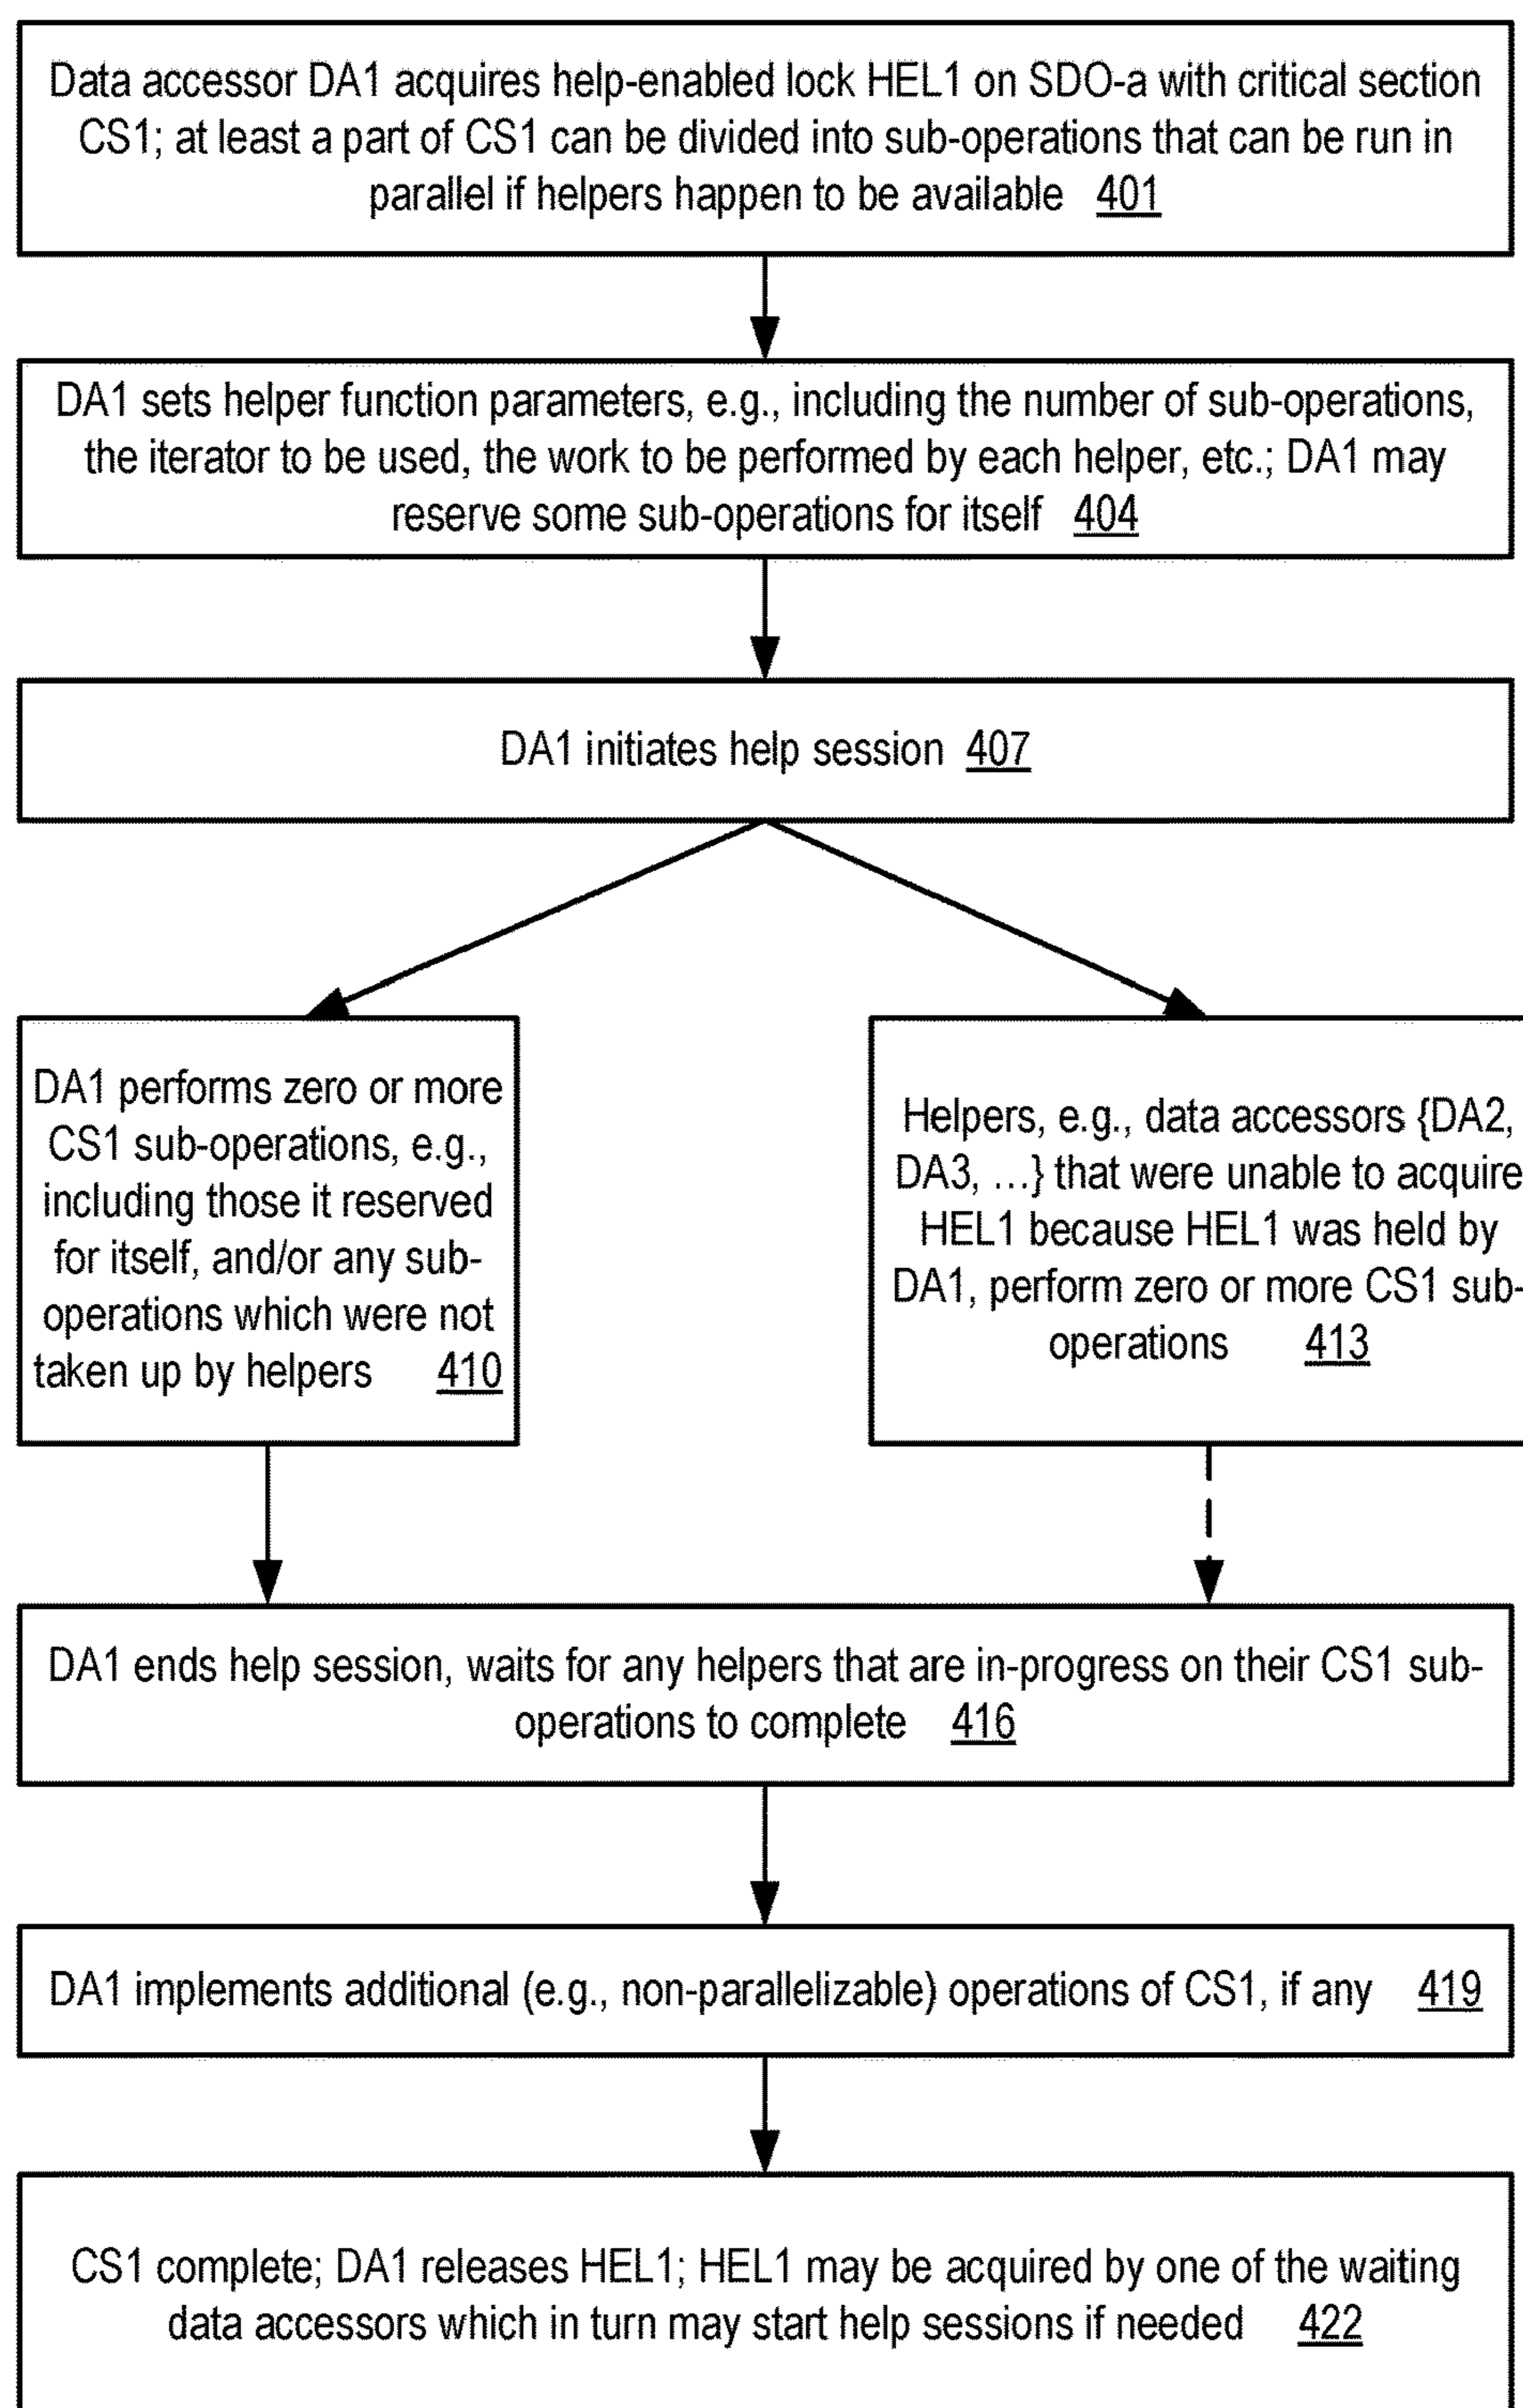 Data accessor DA1 acquires help-enabled lock HEL1 on SDO-a with critical section
CS1; at least a part of CS1 can be divided into sub-operations that can be run in
parallel if helpers happen to be available 401
DA1 sets helper function parameters, e.g., including the number of sub-operations,
the iterator to be used, the work to be performed by each helper, etc.; DA1 may
reserve some sub-operations for itself 404
DA1 initiates help session 407
DA1 performs zero or more
CS1 sub-operations, e.g.,
including those it reserved
for itself, and/or any sub-
operations which were not
taken up by helpers 410
Helpers, e.g., data accessors {DA2,
DA3, …} that were unable to acquire
HEL1 because HEL1 was held by
DA1, perform zero or more CS1 sub-
operations 413
DA1 ends help session, waits for any helpers that are in-progress on their CS1 sub-
operations to complete 416
DA1 implements additional (e.g., non-parallelizable) operations of CS1, if any 419
CS1 complete; DA1 releases HEL1; HEL1 may be acquired by one of the waiting
data accessors which in turn may start help sessions if needed 422